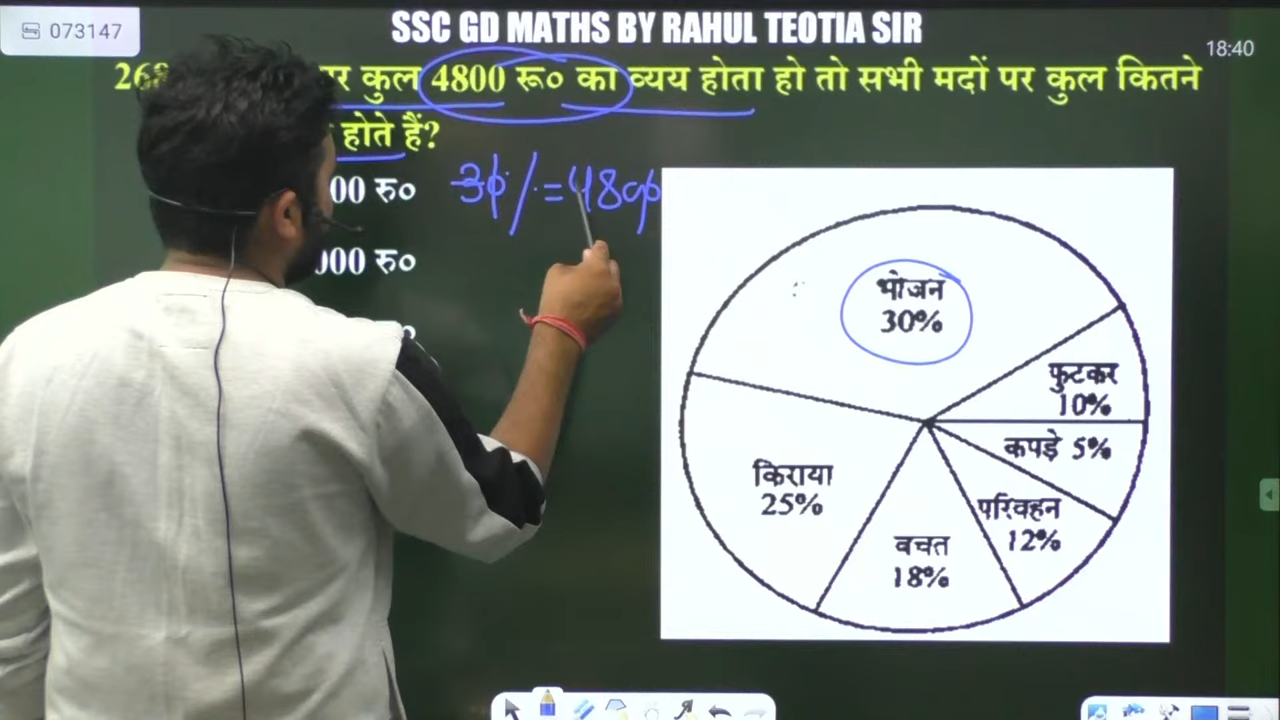 073147
SSC GD MATHS BY RAHUL TEOTIA SIR
18:40
कुल 4800 रू० का व्यय होता हो तो सभी मदों पर कुल कितने
होते हैं?
00 रु०
30% = 4800
000 रु०
भोजन
30%
फुटकर
10%
कपड़े 5%
परिवहन
12%
किराया
25%
बचत
18%